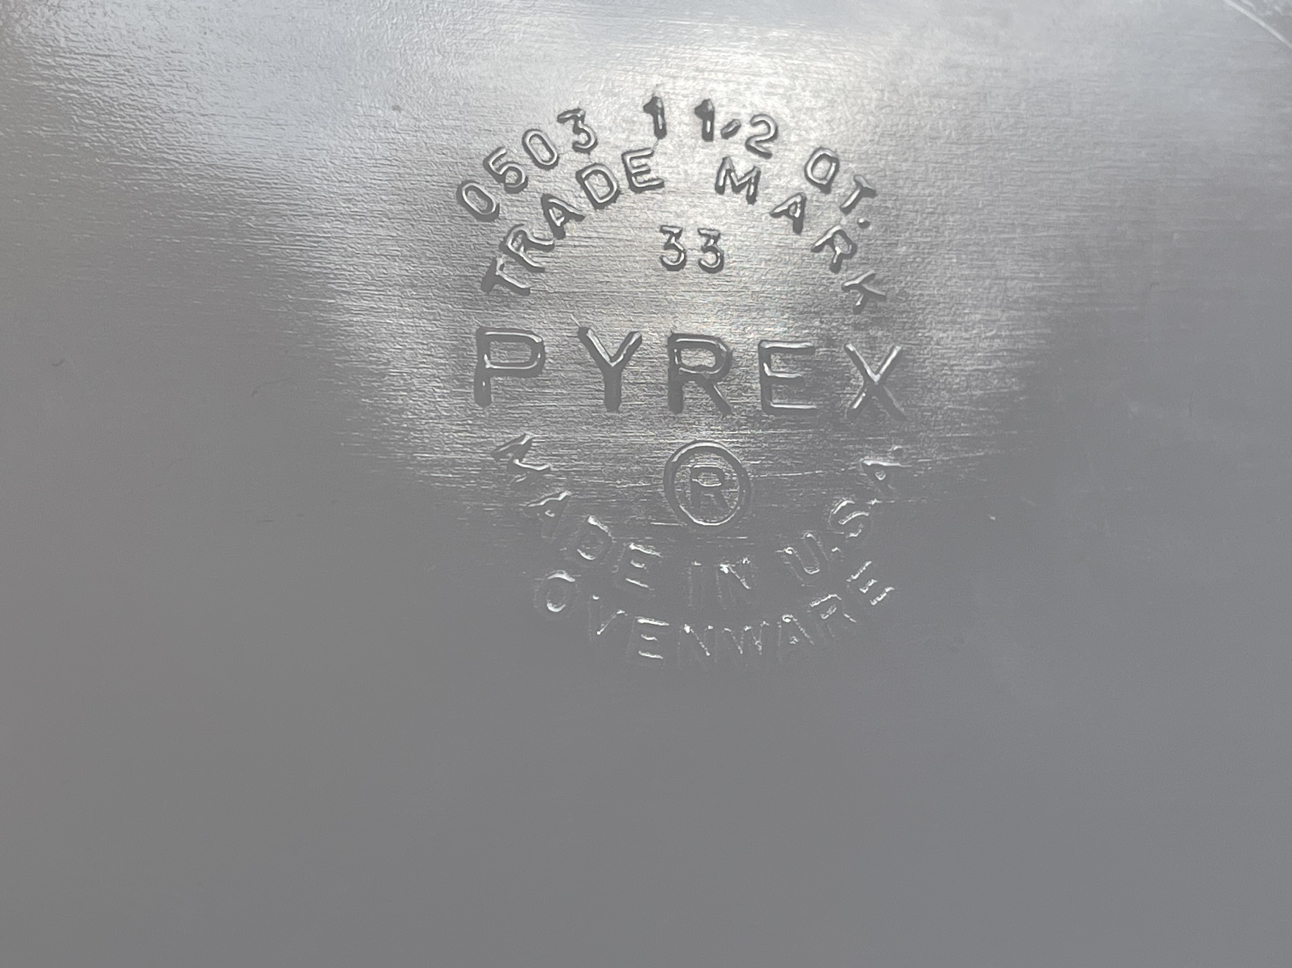 0503 1 1-2 QT.
TRADE MARK
33
PYREX
®
MADE IN U.S.A.
OVENWARE